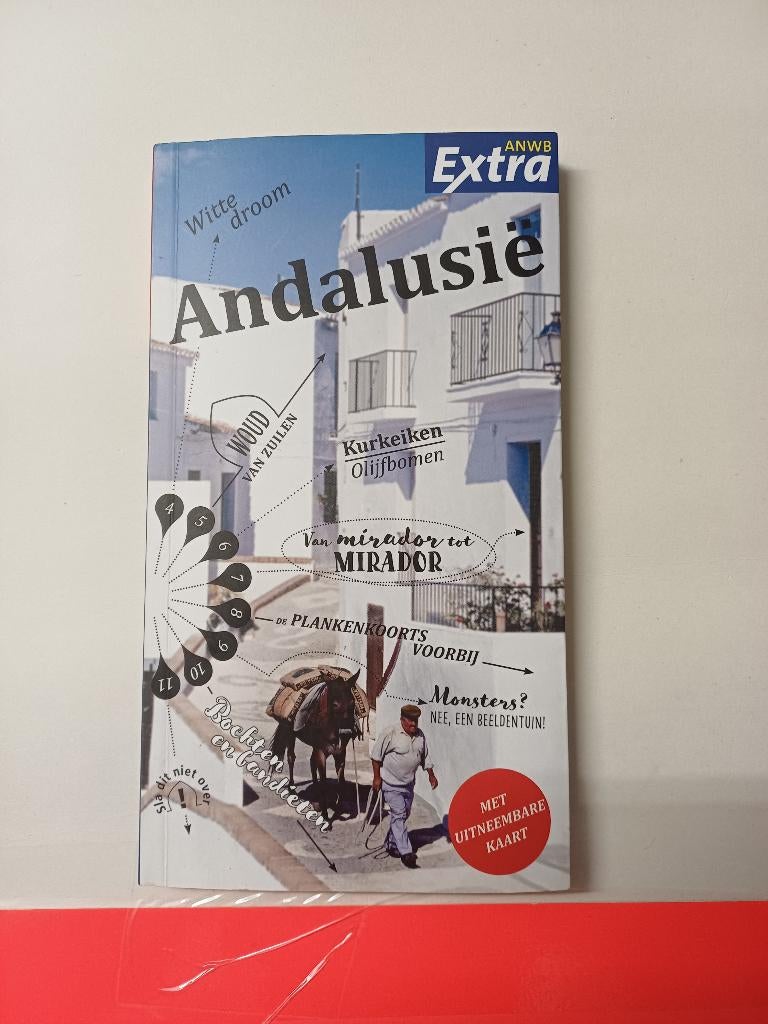 ANWB
Extra
Witte
droom
Andalusië
WOUD
VAN ZUILEN
Kurkeiken
Olijfbomen
4
5
6
7
8
9
10
11
Van mirador tot
MIRADOR
DE PLANKENKOORTS
VOORBIJ
Monsters?
NEE, EEN BEELDENTUIN!
Bochten
en bandieten
Sla dit niet over
!
MET
UITNEEMBARE
KAART